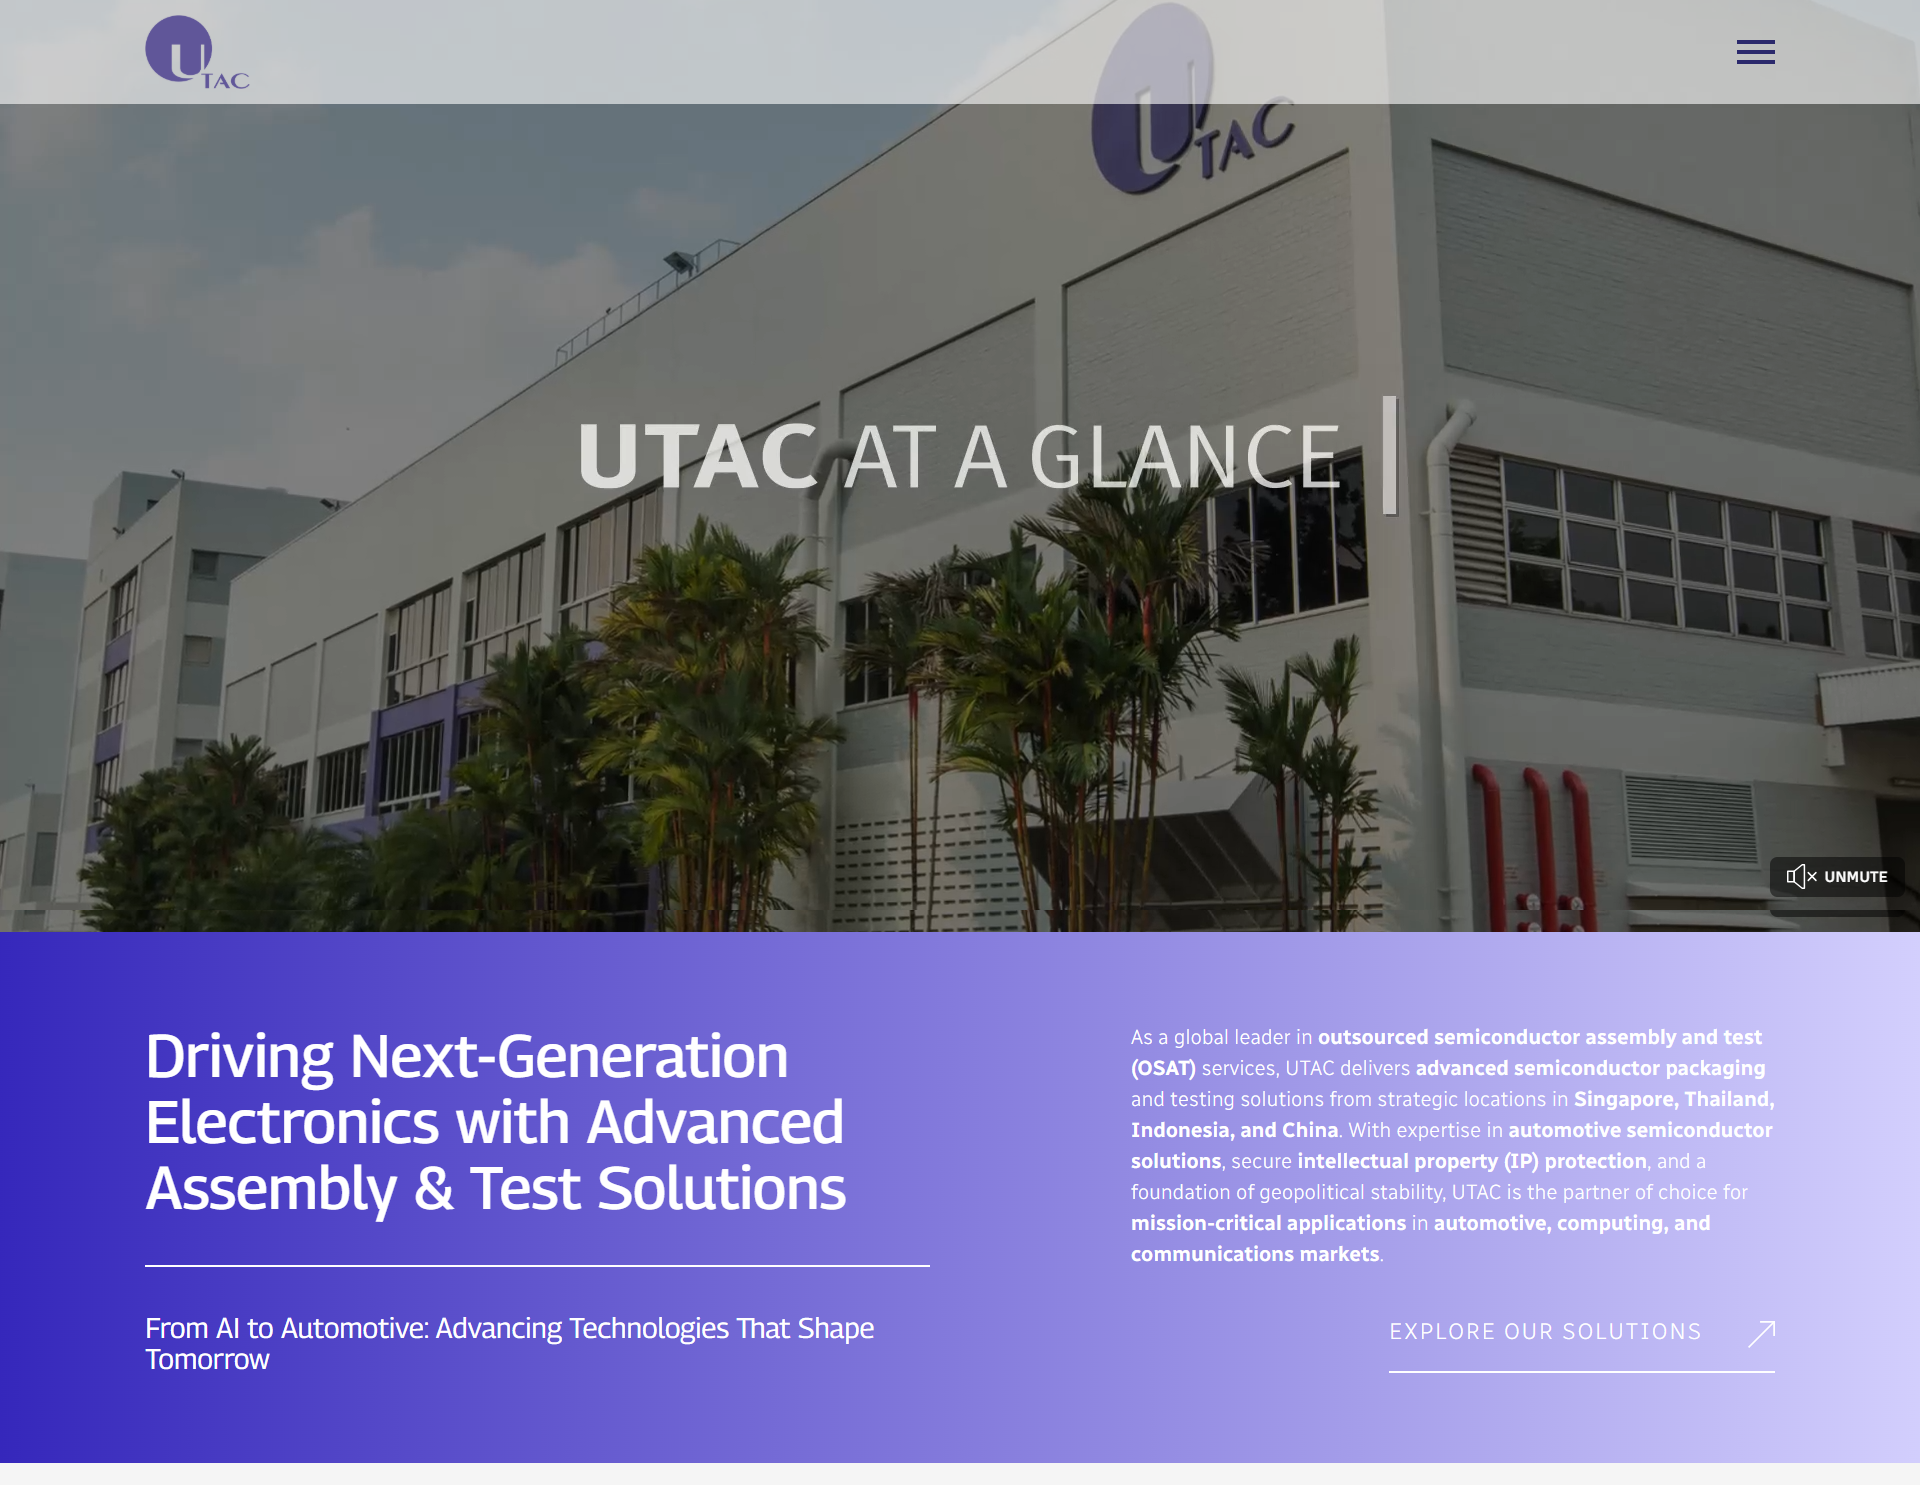 UTAC
UTAC
UTAC AT A GLANCE
UNMUTE
Driving Next-Generation
Electronics with Advanced
Assembly & Test Solutions
From AI to Automotive: Advancing Technologies That Shape
Tomorrow
As a global leader in outsourced semiconductor assembly and test
(OSAT) services, UTAC delivers advanced semiconductor packaging
and testing solutions from strategic locations in Singapore, Thailand,
Indonesia, and China. With expertise in automotive semiconductor
solutions, secure intellectual property (IP) protection, and a
foundation of geopolitical stability, UTAC is the partner of choice for
mission-critical applications in automotive, computing, and
communications markets.
EXPLORE OUR SOLUTIONS